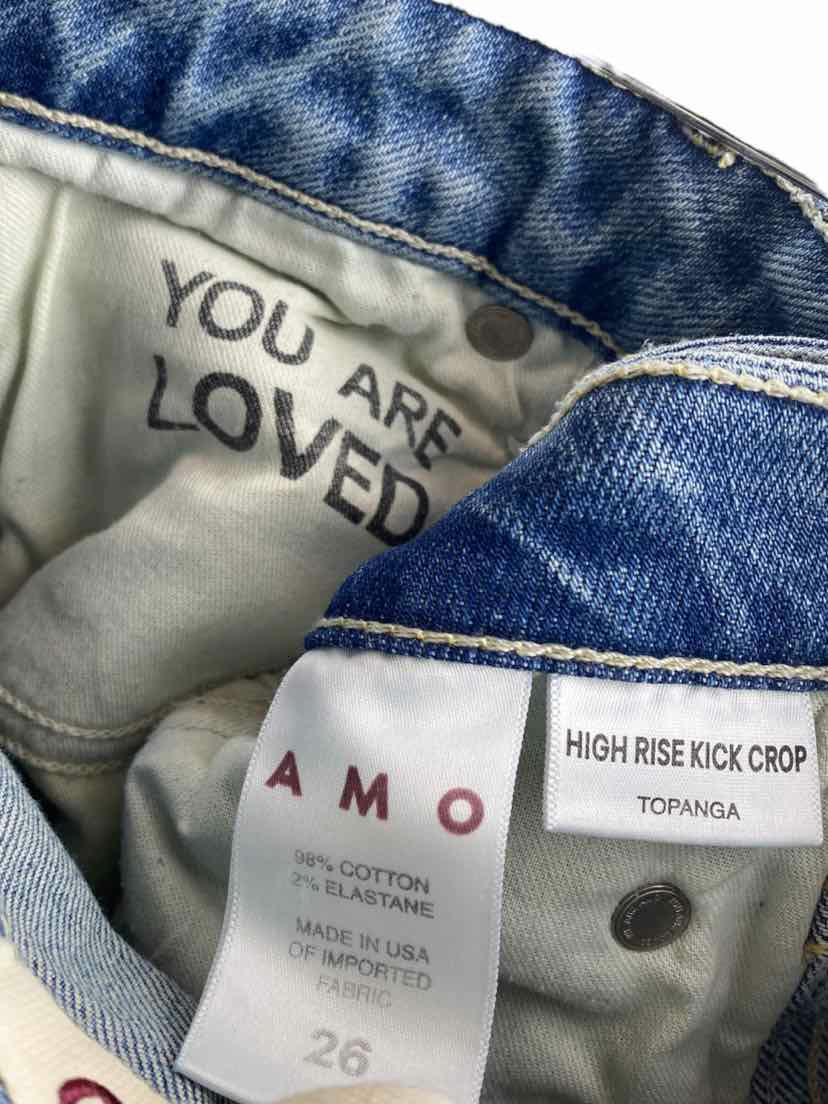 YOU ARE
LOVED
A M O
98% COTTON
2% ELASTANE
MADE IN USA
OF IMPORTED
FABRIC
26
HIGH RISE KICK CROP
TOPANGA